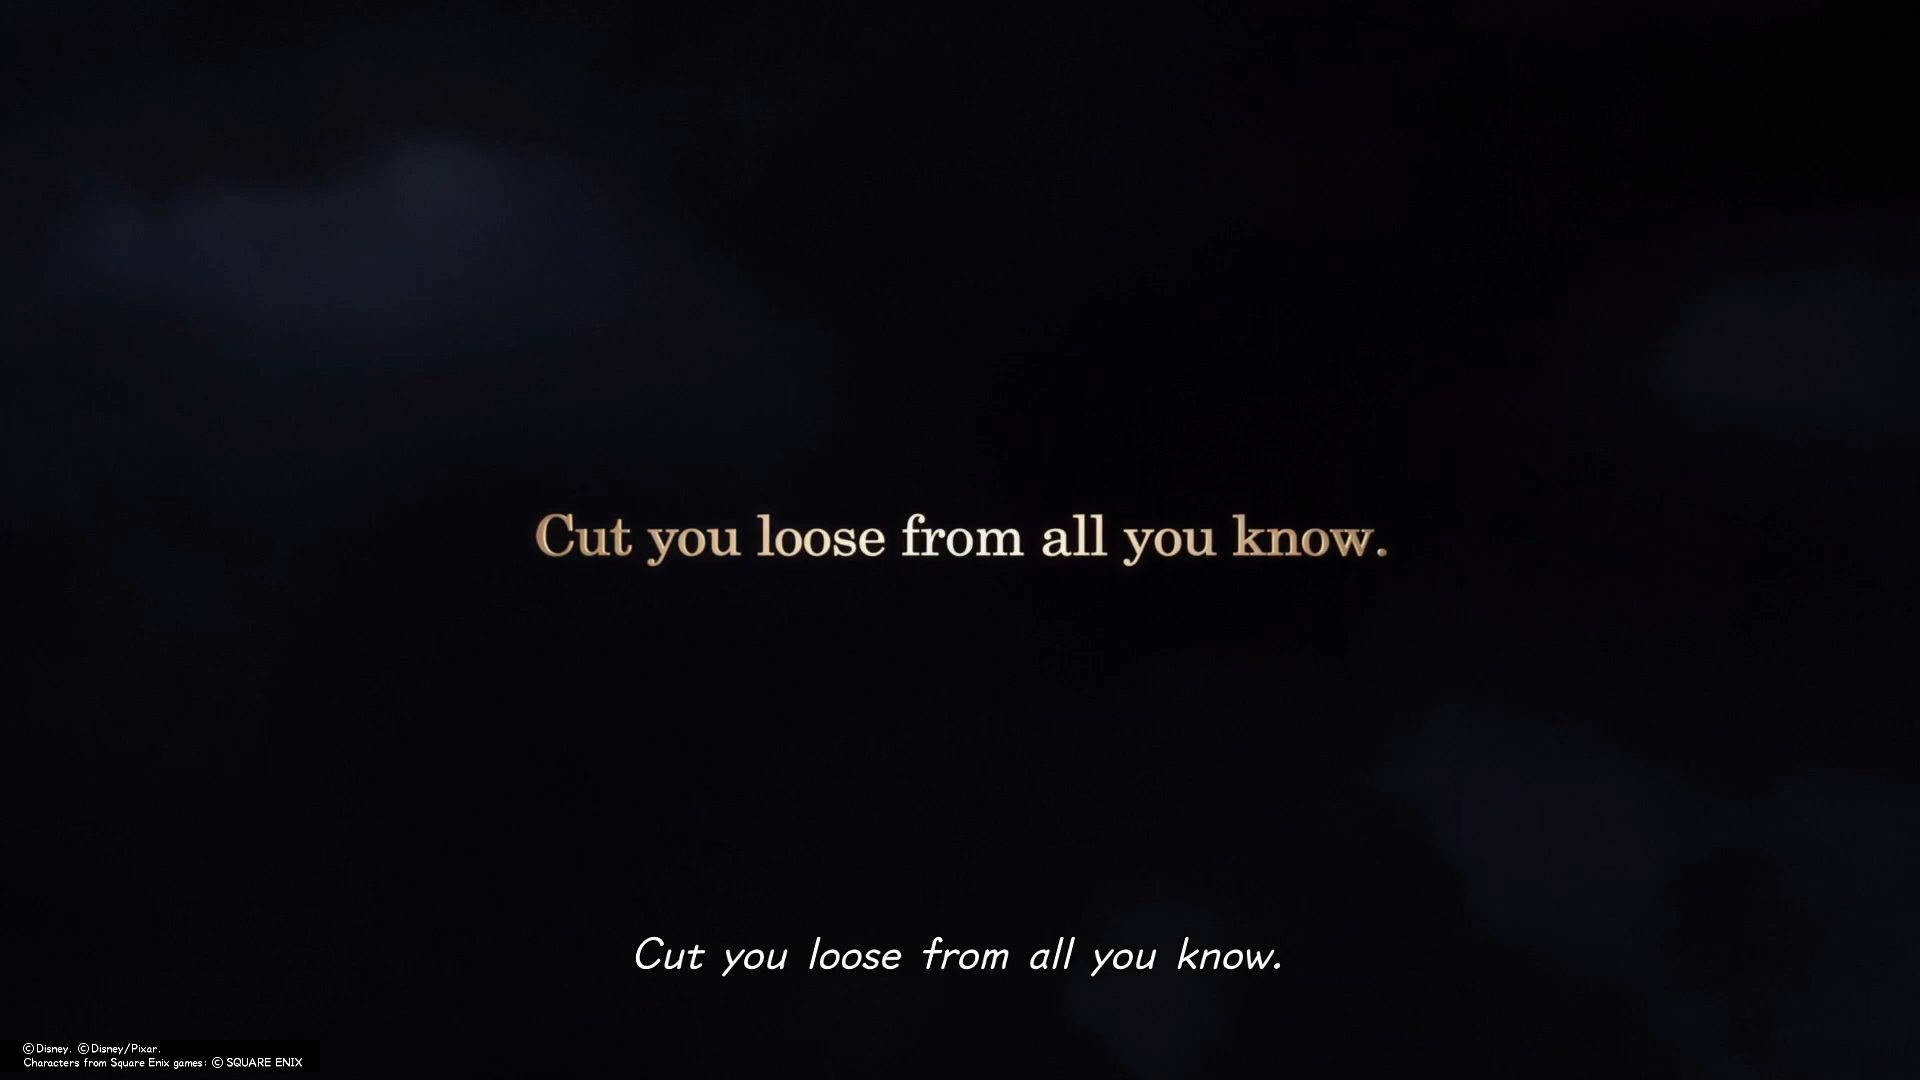 Cut you loose from all you know.
Cut you loose from all you know.
©Disney. ©Disney/Pixar.
Characters from Square Enix games: © SQUARE ENIX